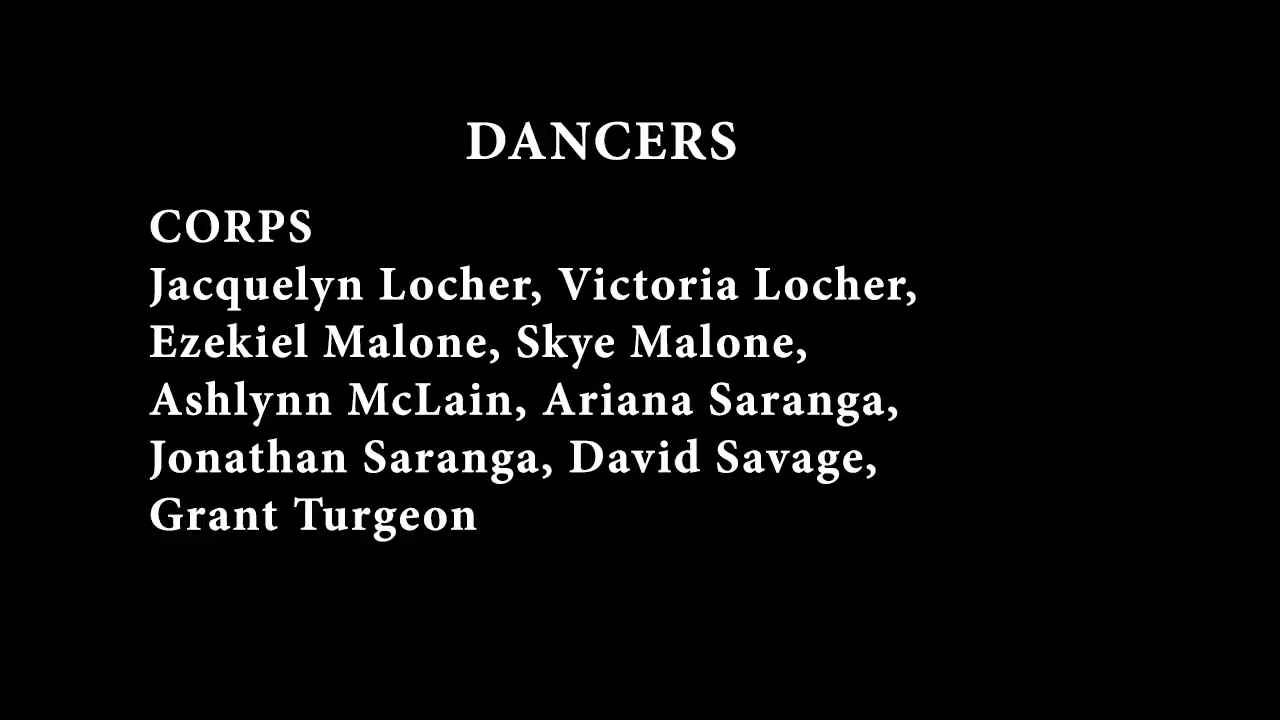 DANCERS
CORPS
Jacquelyn Locher, Victoria Locher,
Ezekiel Malone, Skye Malone,
Ashlynn McLain, Ariana Saranga,
Jonathan Saranga, David Savage,
Grant Turgeon